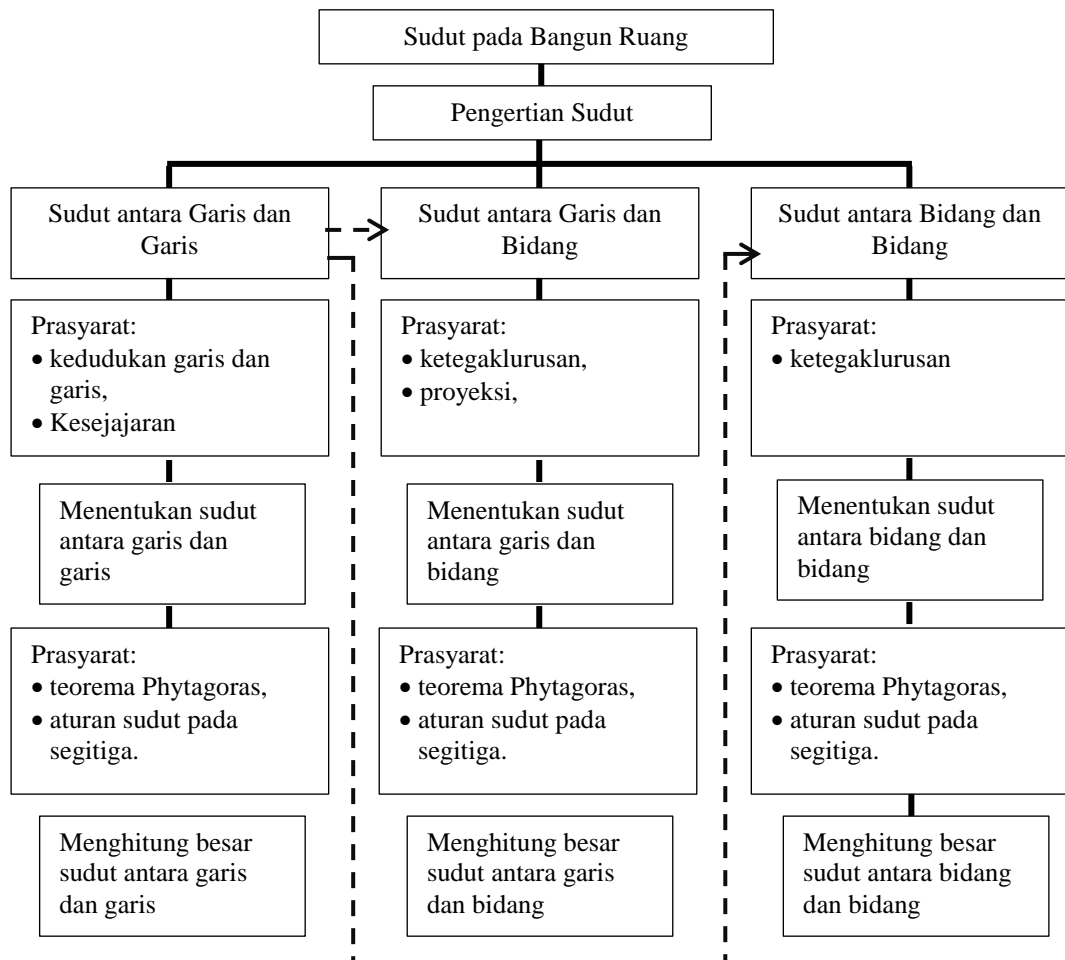 Sudut pada Bangun Ruang
Pengertian Sudut
Sudut antara Garis dan
Garis
Sudut antara Garis dan
Bidang
Sudut antara Bidang dan
Bidang
Prasyarat:
• kedudukan garis dan
garis,
• Kesejajaran
Prasyarat:
• ketegaklurusan,
• proyeksi,
Prasyarat:
• ketegaklurusan
Menentukan sudut
antara garis dan
garis
Menentukan sudut
antara garis dan
bidang
Menentukan sudut
antara bidang dan
bidang
Prasyarat:
• teorema Phytagoras,
• aturan sudut pada
segitiga.
Prasyarat:
• teorema Phytagoras,
• aturan sudut pada
segitiga.
Prasyarat:
• teorema Phytagoras,
• aturan sudut pada
segitiga.
Menghitung besar
sudut antara garis
dan garis
Menghitung besar
sudut antara garis
dan bidang
Menghitung besar
sudut antara bidang
dan bidang